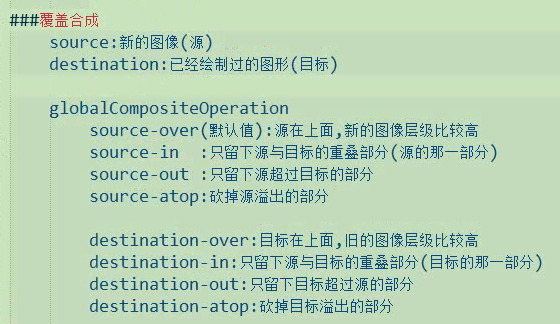 ###覆盖合成
source:新的图像(源)
destination:已经绘制过的图形(目标)
globalCompositeOperation
source-over(默认值):源在上面,新的图像层级比较高
source-in :只留下源与目标的重叠部分(源的那一部分)
source-out :只留下源超过目标的部分
source-atop:砍掉源溢出的部分
destination-over:目标在上面,旧的图像层级比较高
destination-in:只留下源与目标的重叠部分(目标的那一部分)
destination-out:只留下目标超过源的部分
destination-atop:砍掉目标溢出的部分